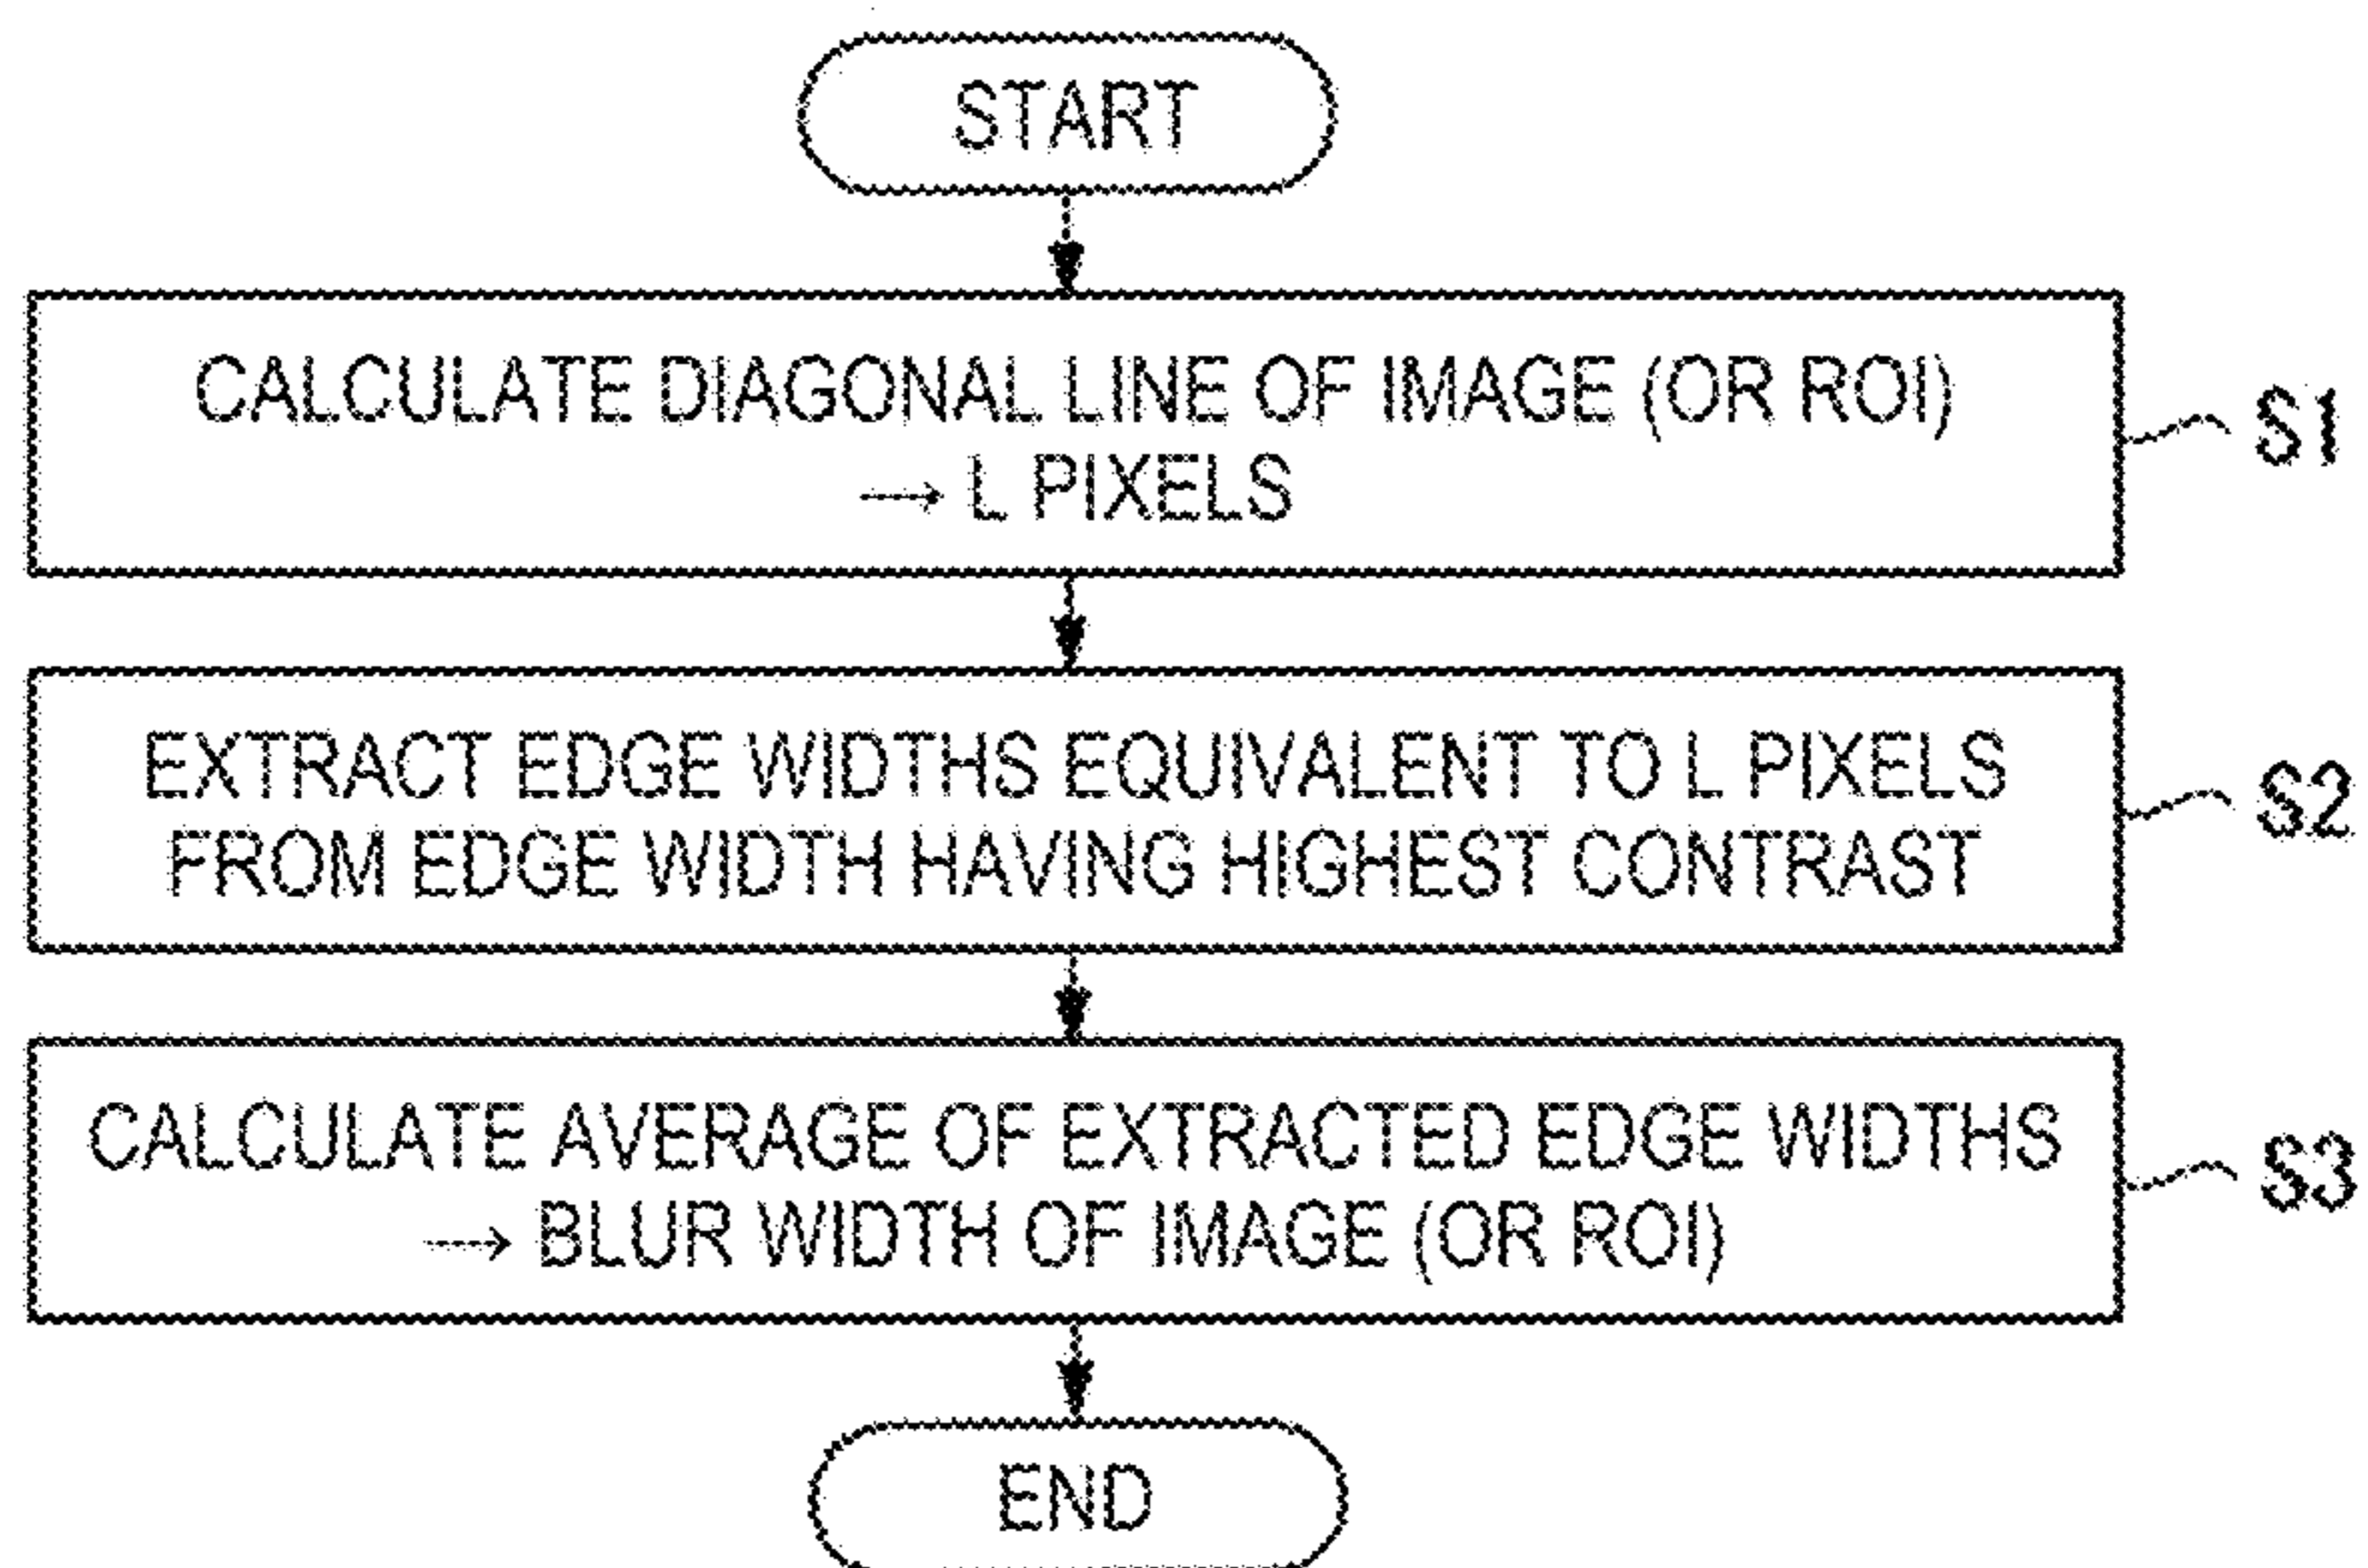 START
CALCULATE DIAGONAL LINE OF IMAGE (OR ROI)
→ L PIXELS
S1
EXTRACT EDGE WIDTHS EQUIVALENT TO L PIXELS
FROM EDGE WIDTH HAVING HIGHEST CONTRAST
S2
CALCULATE AVERAGE OF EXTRACTED EDGE WIDTHS
→ BLUR WIDTH OF IMAGE (OR ROI)
S3
END